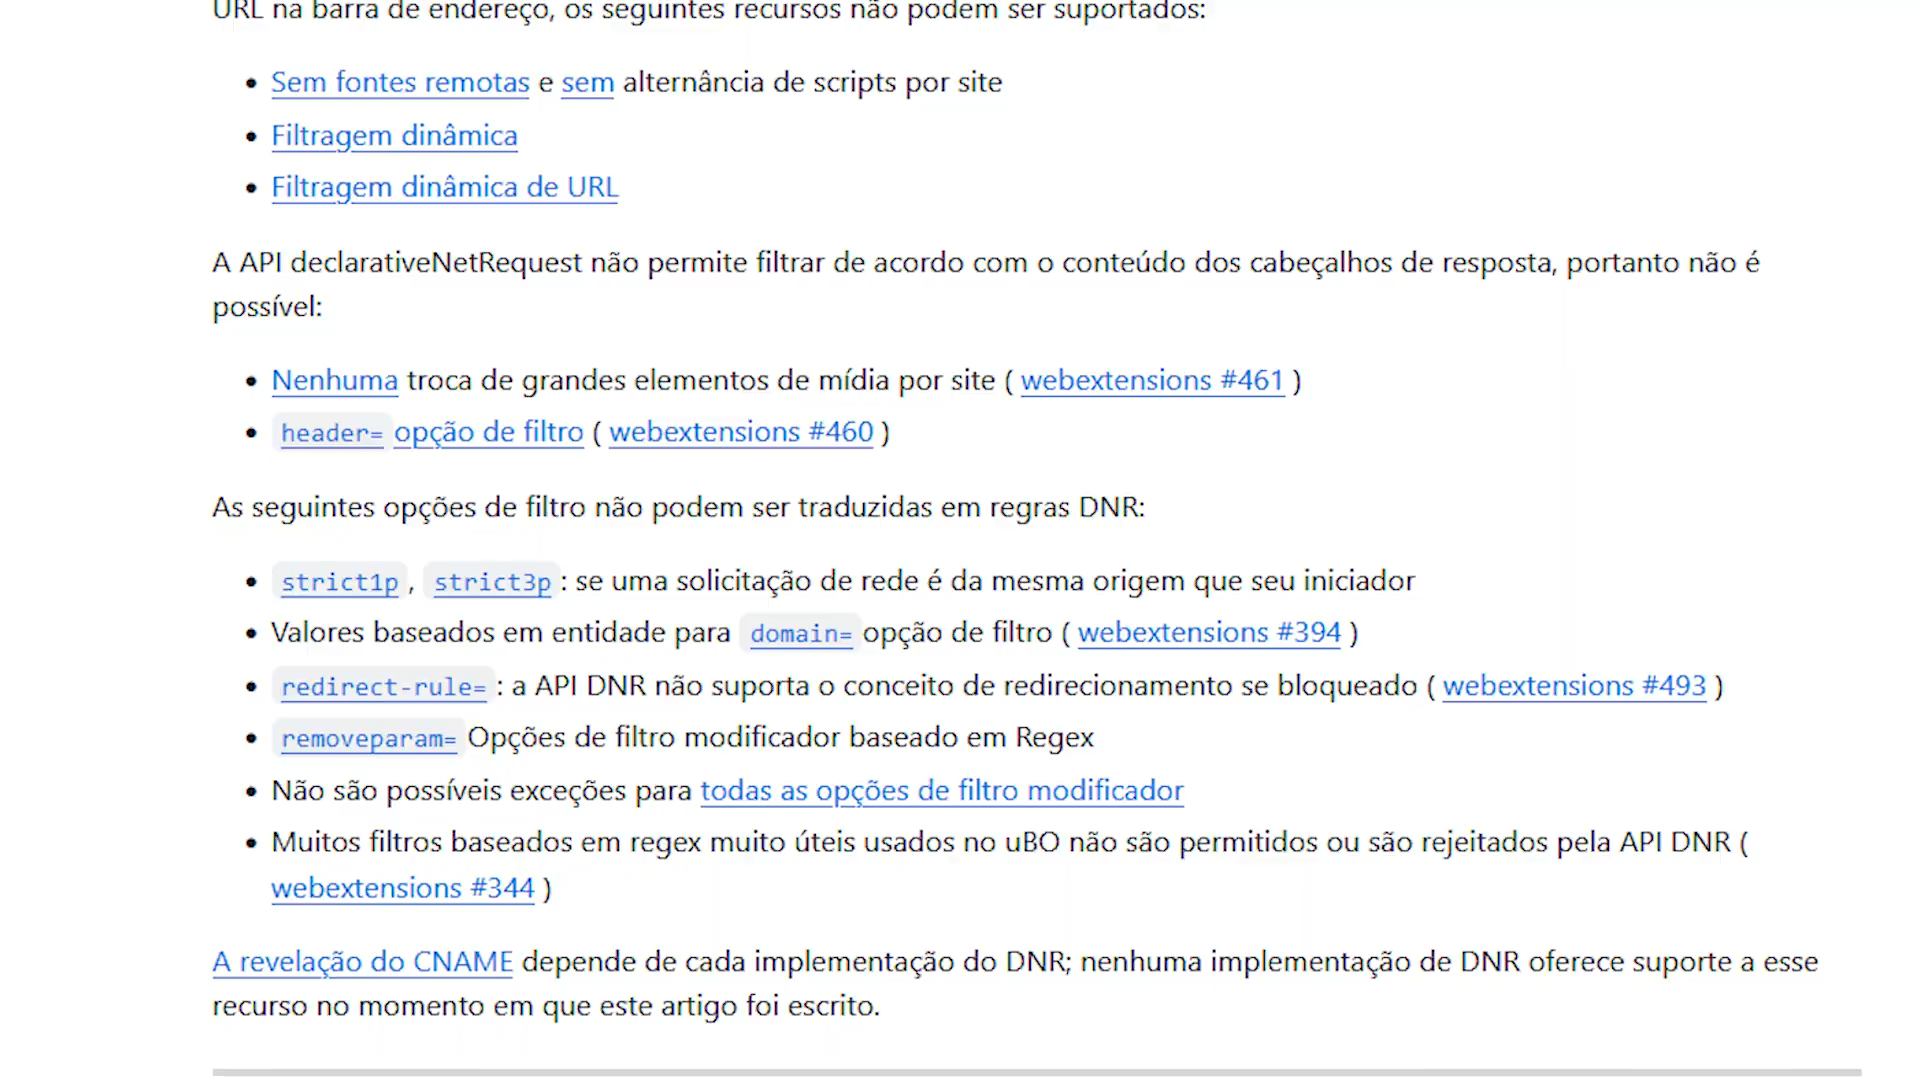 URL na barra de endereço, os seguintes recursos não podem ser suportados:
Sem fontes remotas e sem alternância de scripts por site
Filtragem dinâmica
Filtragem dinâmica de URL
A API declarativeNetRequest não permite filtrar de acordo com o conteúdo dos cabeçalhos de resposta, portanto não é
possível:
Nenhuma troca de grandes elementos de mídia por site ( webextensions #461 )
header= opção de filtro ( webextensions #460 )
As seguintes opções de filtro não podem ser traduzidas em regras DNR:
strict1p , strict3p : se uma solicitação de rede é da mesma origem que seu iniciador
Valores baseados em entidade para domain= opção de filtro ( webextensions #394 )
redirect-rule= : a API DNR não suporta o conceito de redirecionamento se bloqueado ( webextensions #493 )
removeparam= Opções de filtro modificador baseado em Regex
Não são possíveis exceções para todas as opções de filtro modificador
Muitos filtros baseados em regex muito úteis usados no uBO não são permitidos ou são rejeitados pela API DNR (
webextensions #344 )
A revelação do CNAME depende de cada implementação do DNR; nenhuma implementação de DNR oferece suporte a esse
recurso no momento em que este artigo foi escrito.